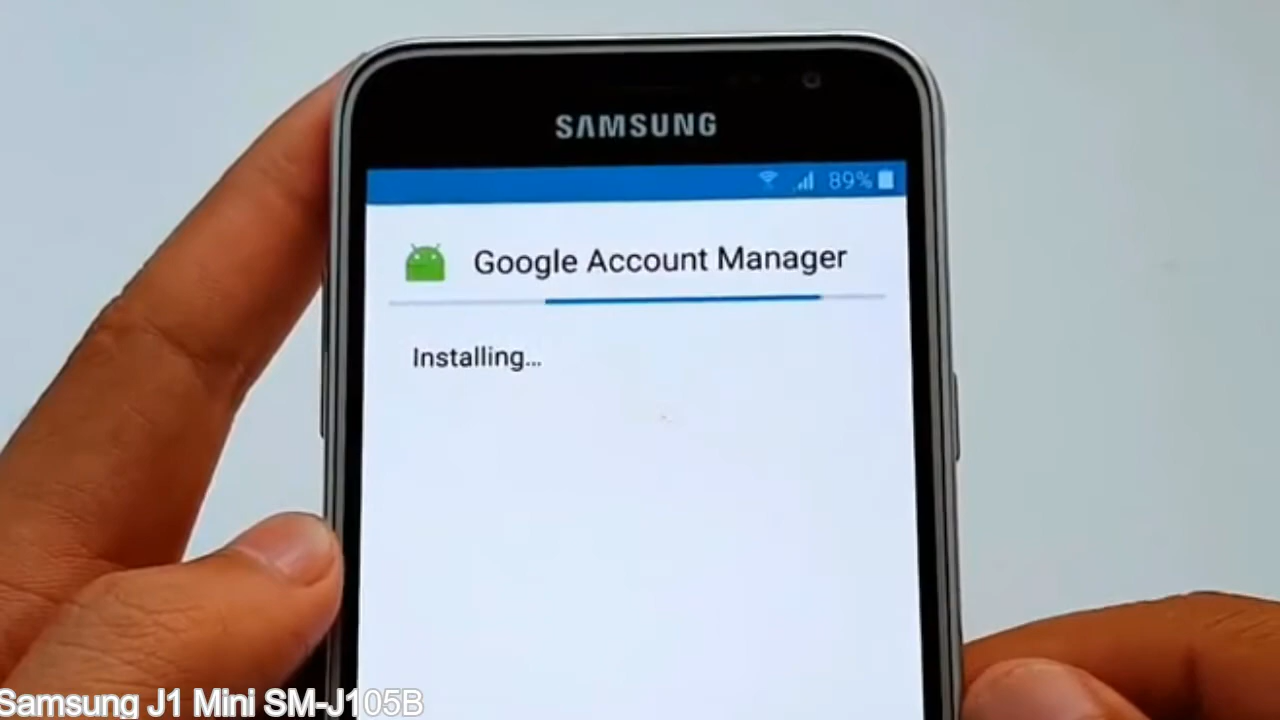 SAMSUNG
89%
Google Account Manager
Installing...
Samsung J1 Mini SM-J105B